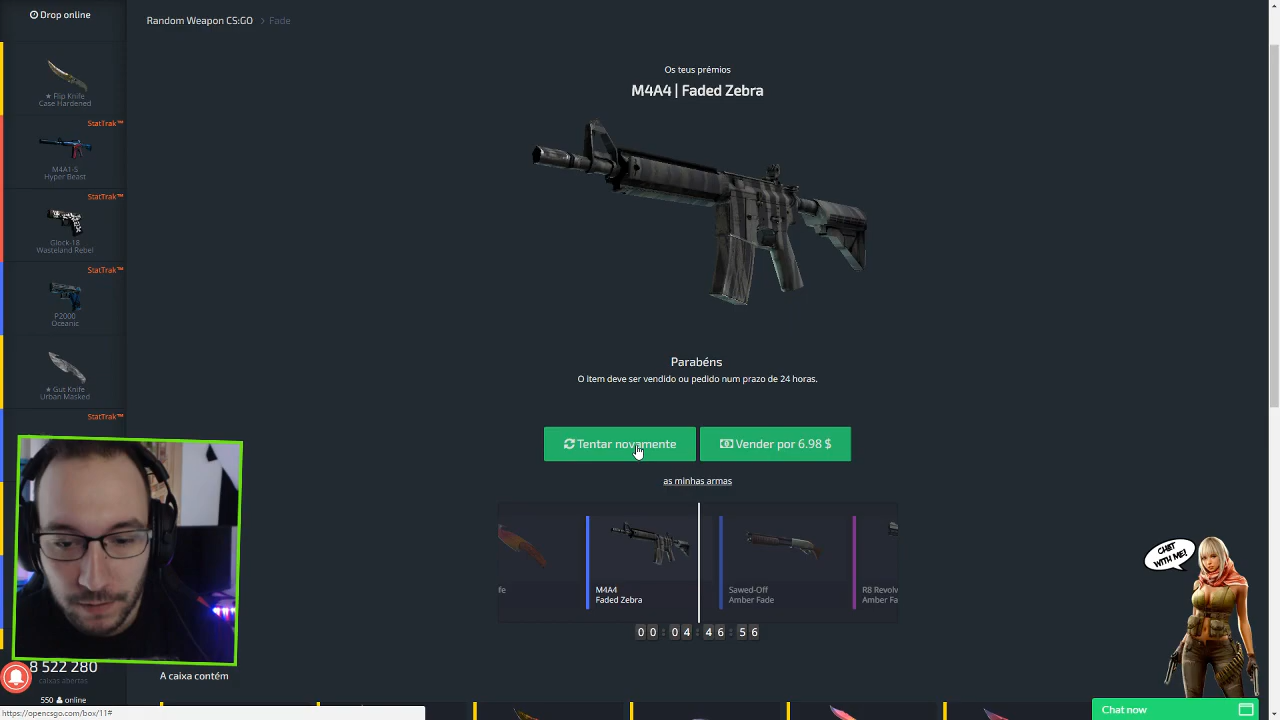 Drop online
Random Weapon CS:GO > Fade
Os teus prémios
M4A4 | Faded Zebra
★ Flip Knife
Case Hardened
StatTrak™
M4A1-S
Hyper Beast
StatTrak™
Glock-18
Wasteland Rebel
StatTrak™
P2000
Oceanic
★ Gut Knife
Urban Masked
StatTrak™
Parabéns
O item deve ser vendido ou pedido num prazo de 24 horas.
Tentar novamente
Vender por 6.98 $
as minhas armas
fe
M4A4
Faded Zebra
Sawed-Off
Amber Fade
R8 Revolv
Amber Fa
00:04:46:56
CHAT
WITH ME!
8 522 280
caixas abertas
550 online
A caixa contém
https://opencsgo.com/box/11#
Chat now